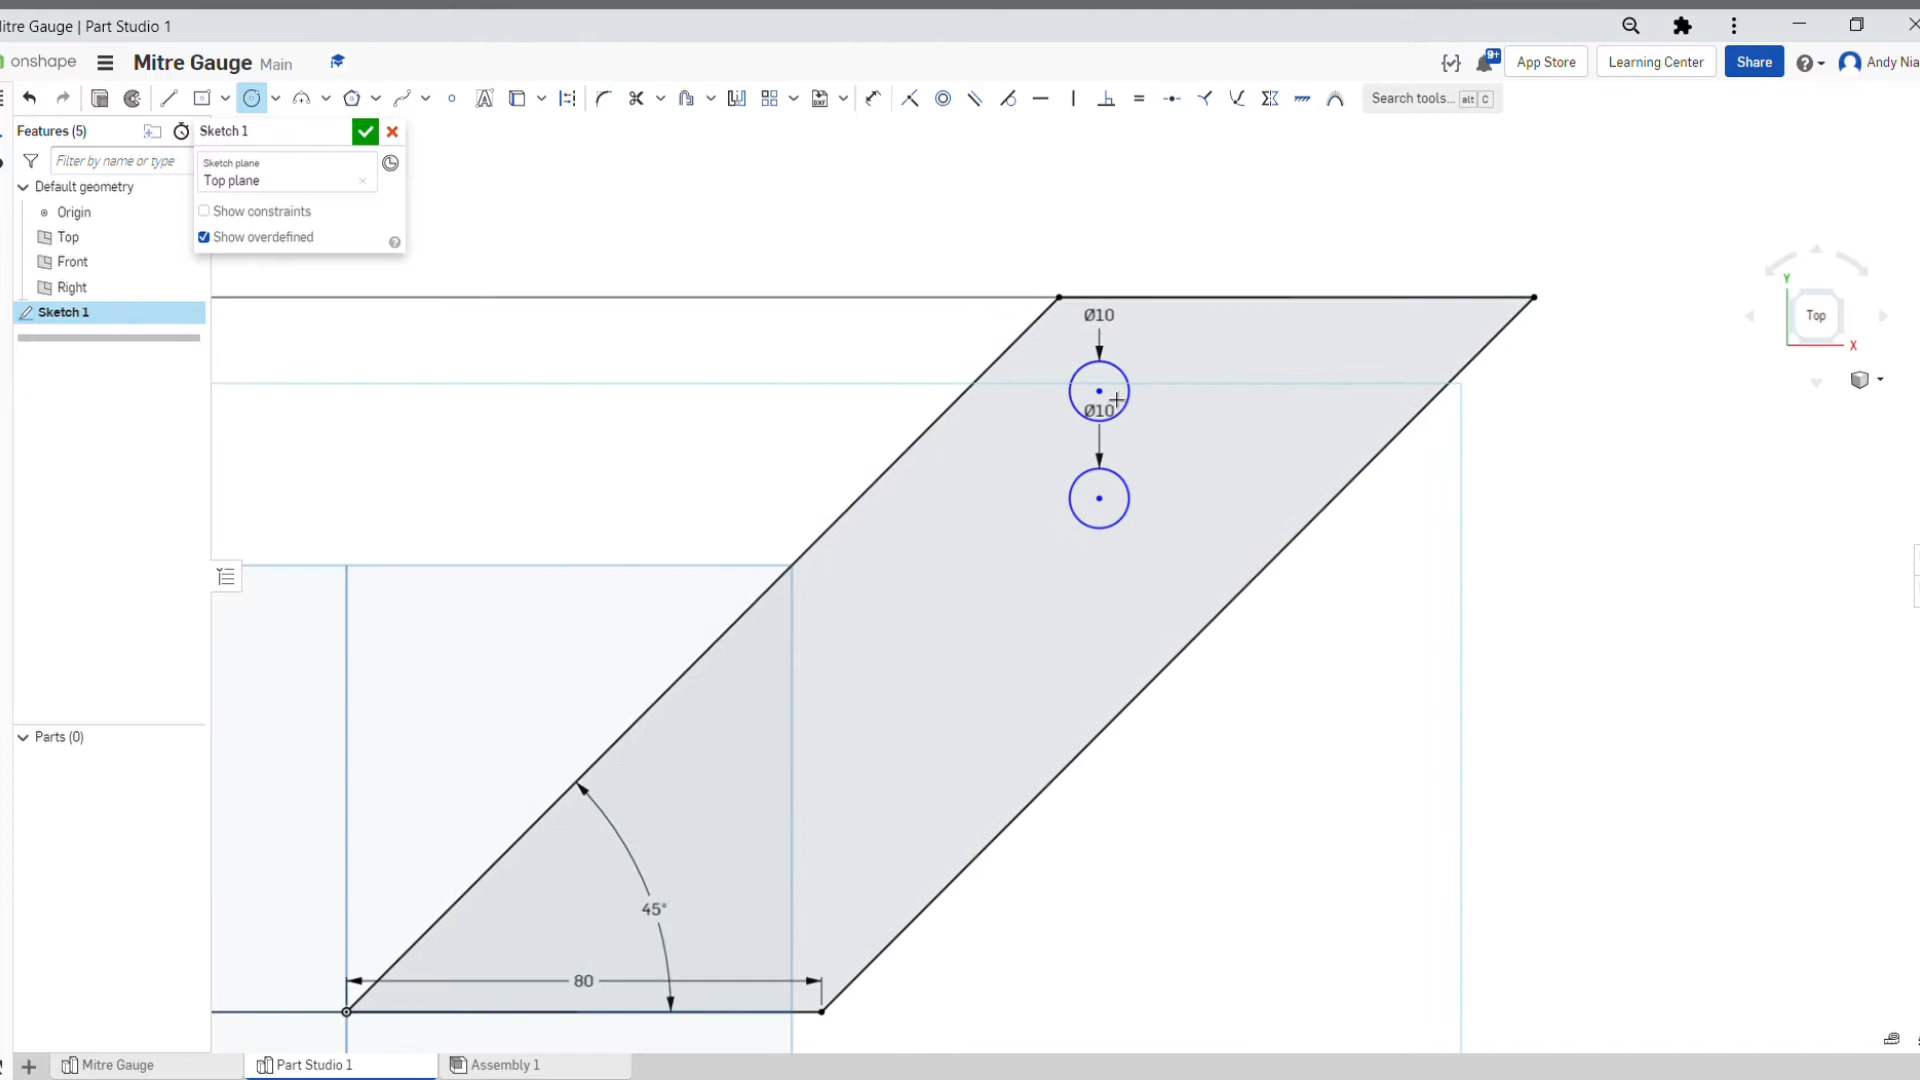 itre Gauge | Part Studio 1
onshape
Mitre Gauge Main
9+
App Store
Learning Center
Share
Andy Nia
Search tools... alt C
Features (5)
Filter by name or type
Default geometry
Origin
Top
Front
Right
Sketch 1
Sketch 1
Sketch plane
Top plane
Show constraints
Show overdefined
Parts (0)
Ø10
Ø10
45°
80
Y
Top
X
Mitre Gauge
Part Studio 1
Assembly 1